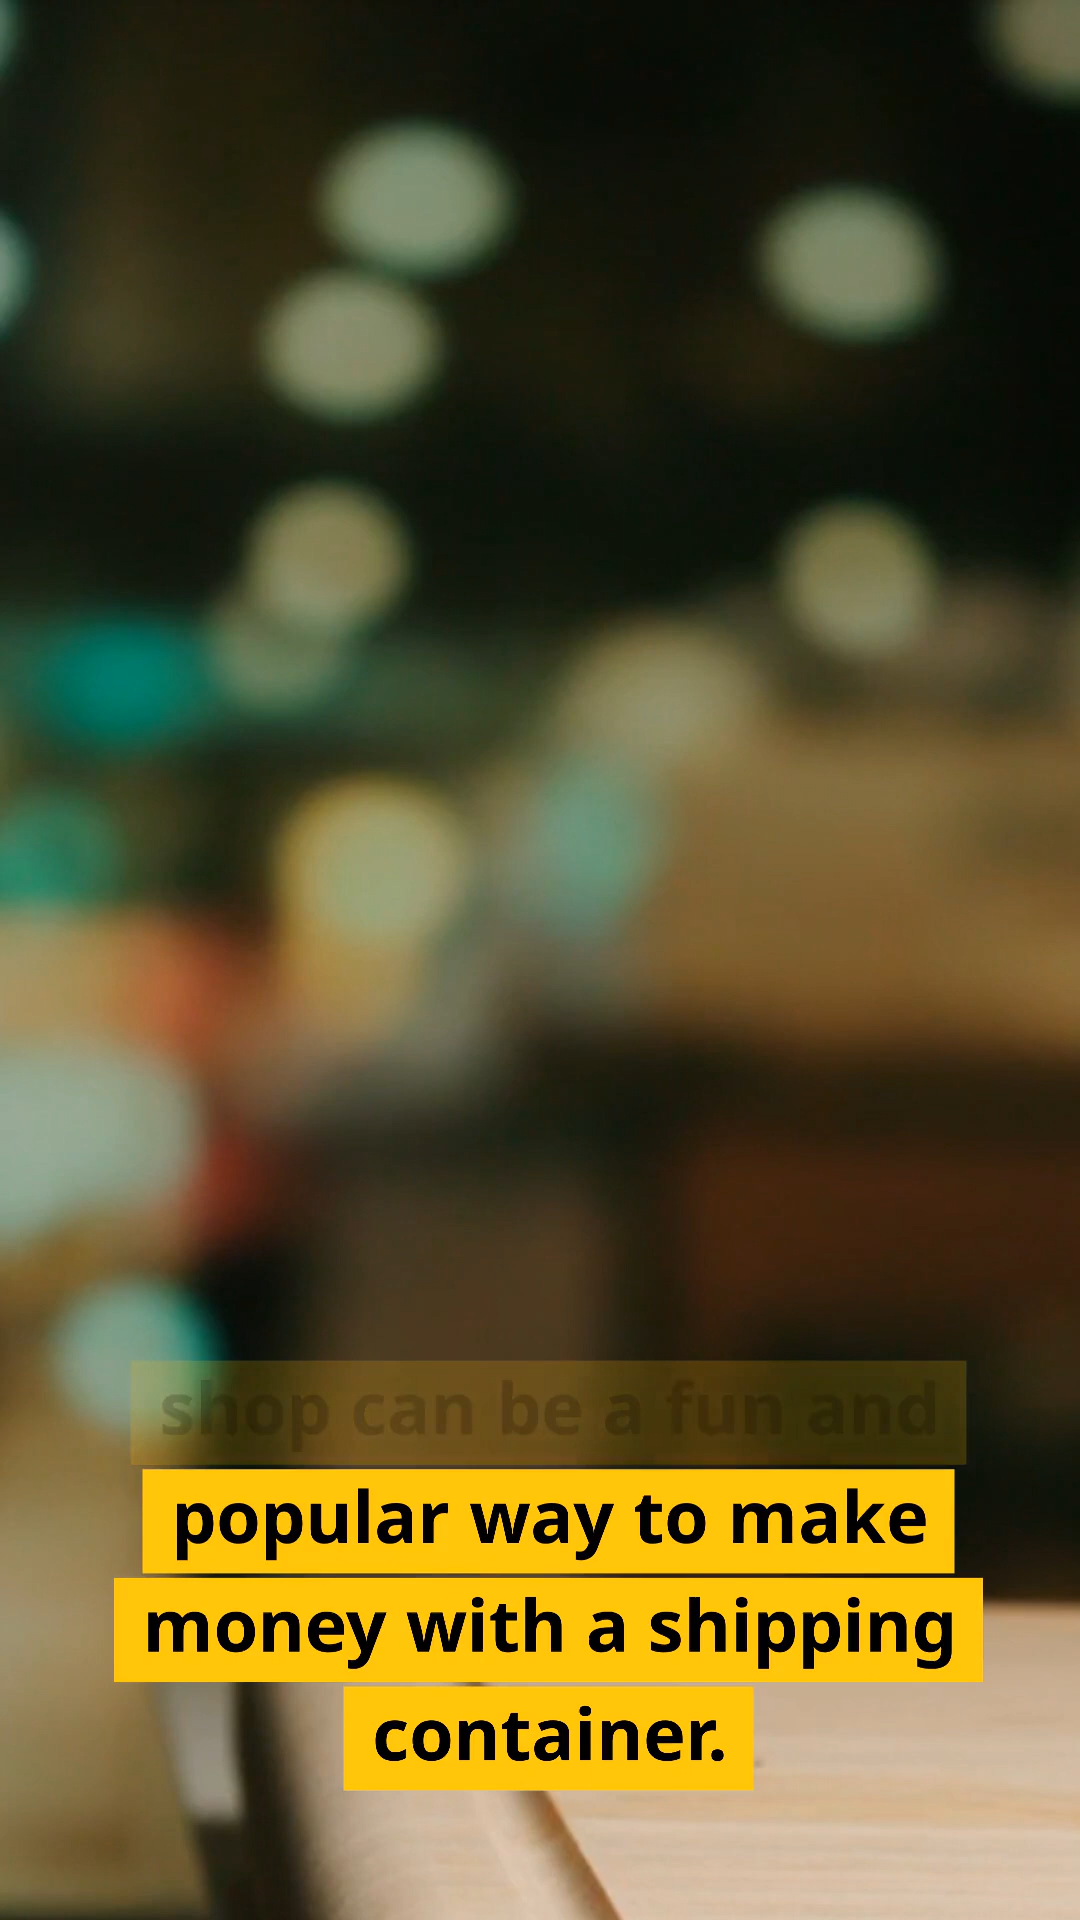 shop can be a fun and
popular way to make
money with a shipping
container.